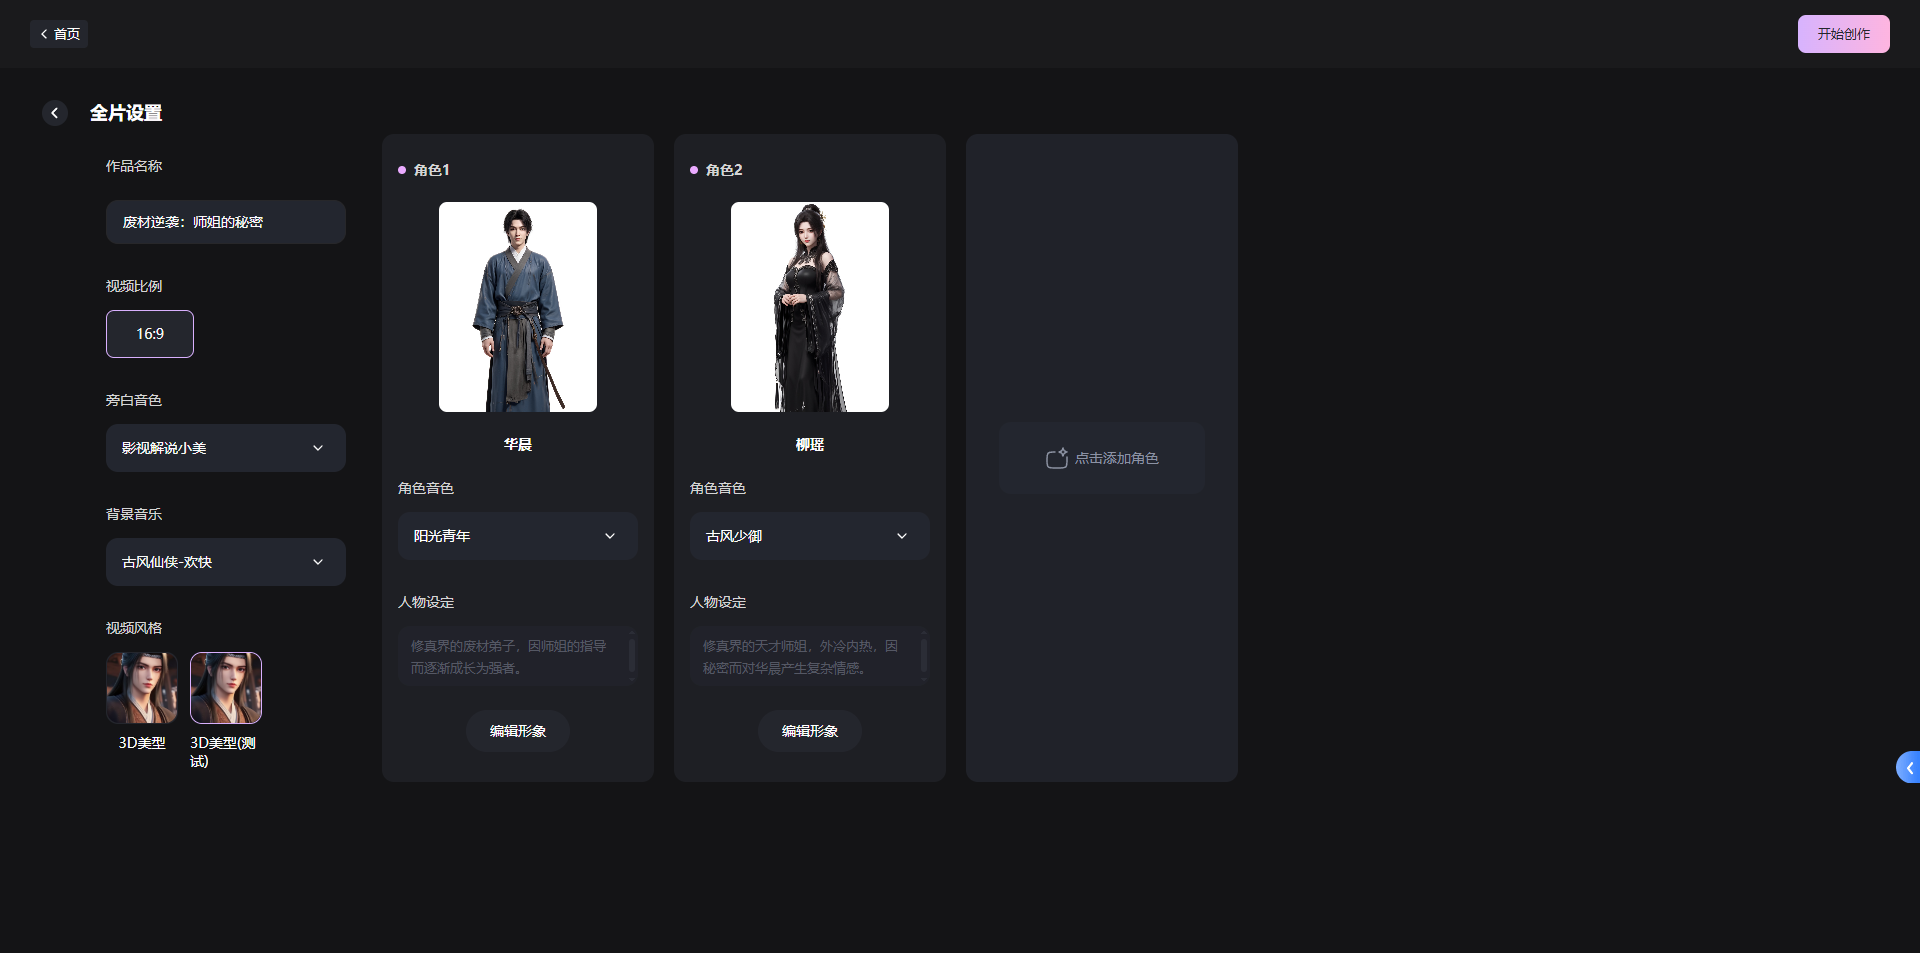 首页
开始创作
全片设置
作品名称
废材逆袭：师姐的秘密
视频比例
16:9
旁白音色
影视解说小美
背景音乐
古风仙侠-欢快
视频风格
3D美型
3D美型(测
试)
角色1
华晨
角色音色
阳光青年
人物设定
修真界的废材弟子，因师姐的指导
而逐渐成长为强者。
编辑形象
角色2
柳瑶
角色音色
古风少御
人物设定
修真界的天才师姐，外冷内热，因
秘密而对华晨产生复杂情感。
编辑形象
点击添加角色